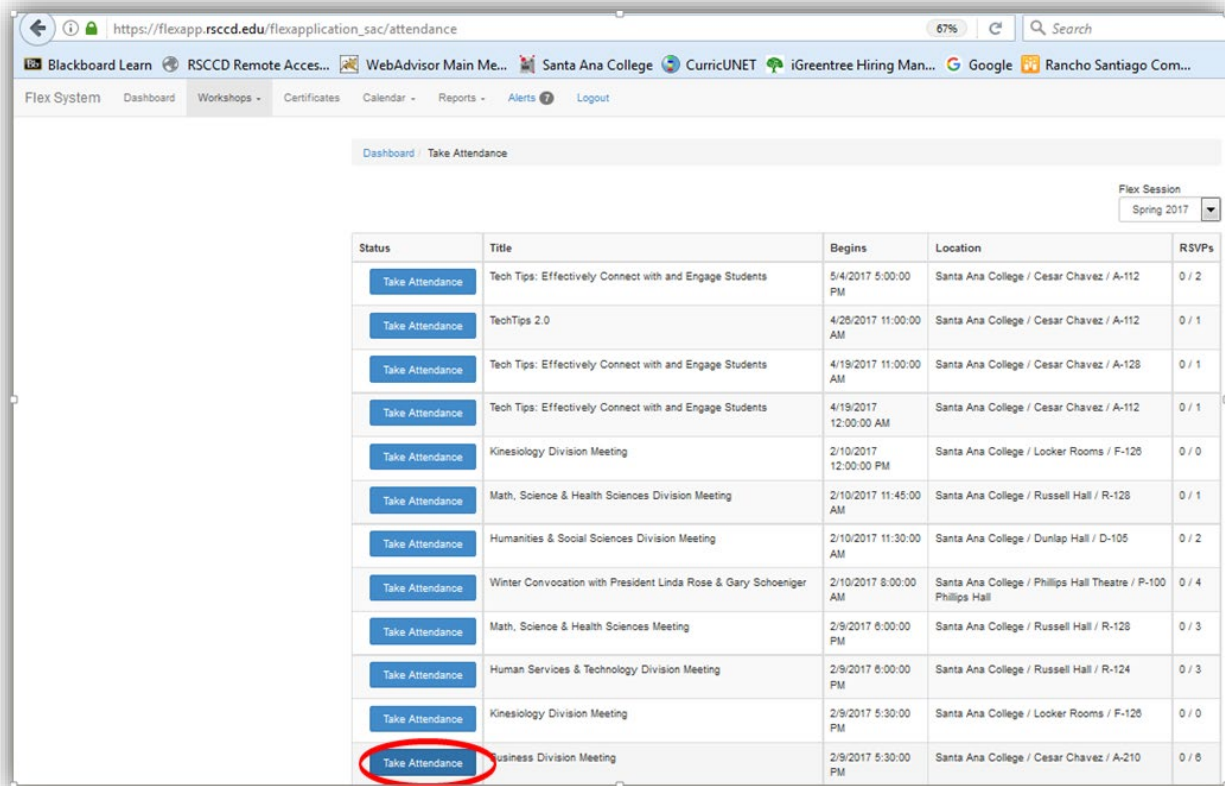 https://flexapp.rsccd.edu/flexapplication_sac/attendance 67% Search
Bb Blackboard Learn RSCCD Remote Acces... WebAdvisor Main Me... Santa Ana College CurricUNET iGreentree Hiring Man... G Google Rancho Santiago Com...
Flex System Dashboard Workshops Certificates Calendar Reports Alerts 7 Logout
Dashboard / Take Attendance
Flex Session
Spring 2017
Status Title Begins Location RSVPs
Take Attendance Tech Tips: Effectively Connect with and Engage Students 5/4/2017 5:00:00 Santa Ana College / Cesar Chavez / A-112 0 / 2
PM
Take Attendance TechTips 2.0 4/26/2017 11:00:00 Santa Ana College / Cesar Chavez / A-112 0 / 1
AM
Take Attendance Tech Tips: Effectively Connect with and Engage Students 4/19/2017 11:00:00 Santa Ana College / Cesar Chavez / A-128 0 / 1
AM
Take Attendance Tech Tips: Effectively Connect with and Engage Students 4/19/2017 Santa Ana College / Cesar Chavez / A-112 0 / 1
12:00:00 AM
Take Attendance Kinesiology Division Meeting 2/10/2017 Santa Ana College / Locker Rooms / F-126 0 / 0
12:00:00 PM
Take Attendance Math, Science & Health Sciences Division Meeting 2/10/2017 11:45:00 Santa Ana College / Russell Hall / R-128 0 / 1
AM
Take Attendance Humanities & Social Sciences Division Meeting 2/10/2017 11:30:00 Santa Ana College / Dunlap Hall / D-105 0 / 2
AM
Take Attendance Winter Convocation with President Linda Rose & Gary Schoeniger 2/10/2017 8:00:00 Santa Ana College / Phillips Hall Theatre / P-100 0 / 4
AM Phillips Hall
Take Attendance Math, Science & Health Sciences Meeting 2/9/2017 6:00:00 Santa Ana College / Russell Hall / R-128 0 / 3
PM
Take Attendance Human Services & Technology Division Meeting 2/9/2017 6:00:00 Santa Ana College / Russell Hall / R-124 0 / 3
PM
Take Attendance Kinesiology Division Meeting 2/9/2017 5:30:00 Santa Ana College / Locker Rooms / F-126 0 / 0
PM
Take Attendance Business Division Meeting 2/9/2017 5:30:00 Santa Ana College / Cesar Chavez / A-210 0 / 6
PM